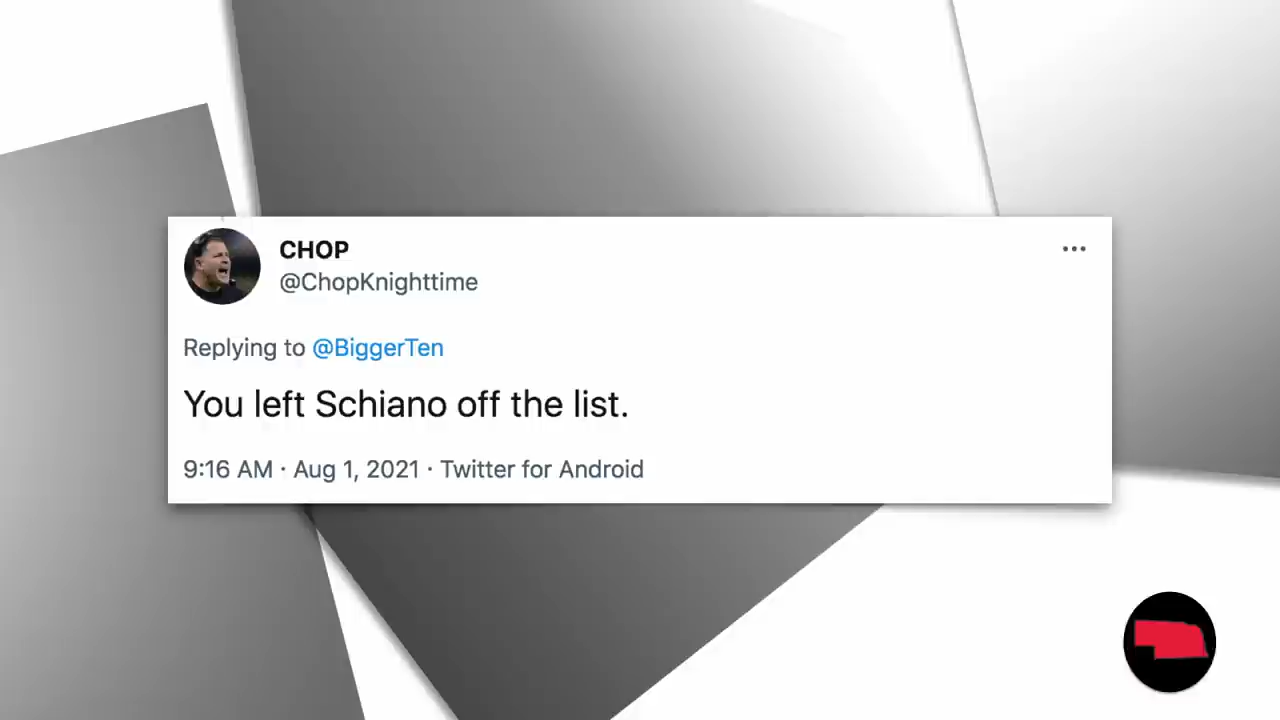 CHOP
@ChopKnighttime
Replying to @BiggerTen
You left Schiano off the list.
9:16 AM · Aug 1, 2021 · Twitter for Android